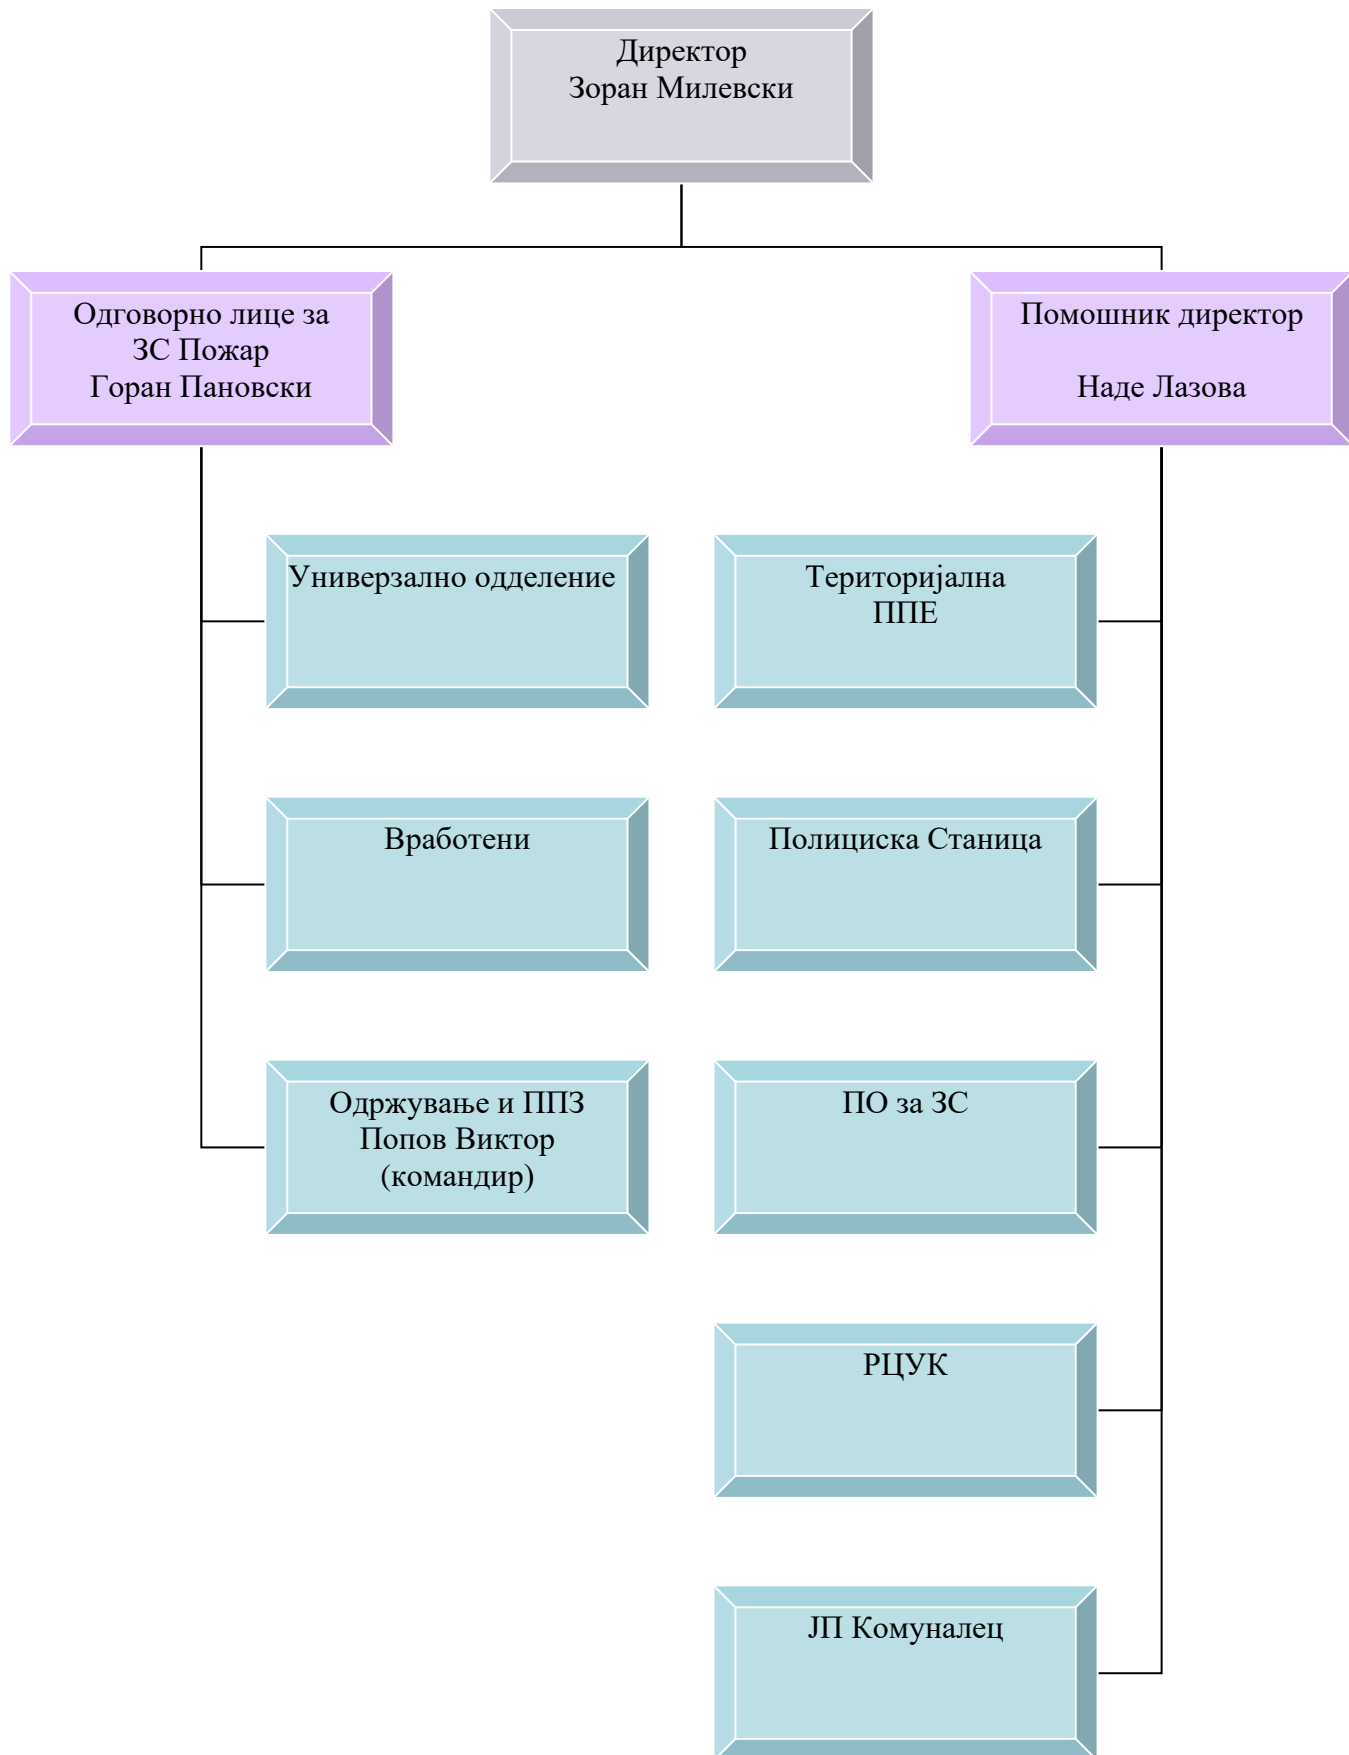 Директор
Зоран Милевски
Одговорно лице за
ЗС Пожар
Горан Пановски
Помошник директор
Наде Лазова
Универзално одделение
Територијална
ППЕ
Вработени
Полициска Станица
Одржување и ППЗ
Попов Виктор
(командир)
ПО за ЗС
РЦУК
ЈП Комуналец